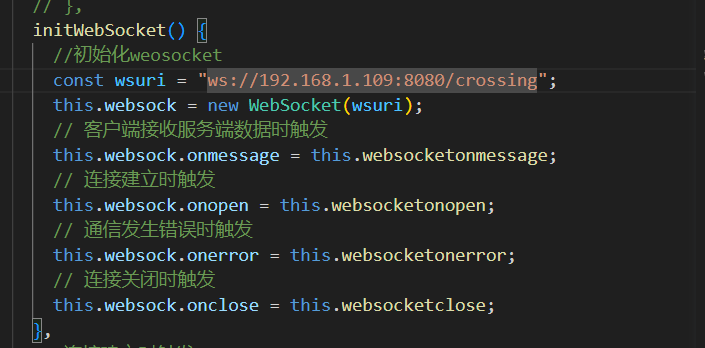 // },
initWebSocket() {
//初始化weosocket
const wsuri = "ws://192.168.1.109:8080/crossing";
this.websock = new WebSocket(wsuri);
// 客户端接收服务端数据时触发
this.websock.onmessage = this.websocketonmessage;
// 连接建立时触发
this.websock.onopen = this.websocketonopen;
// 通信发生错误时触发
this.websock.onerror = this.websocketonerror;
// 连接关闭时触发
this.websock.onclose = this.websocketclose;
},